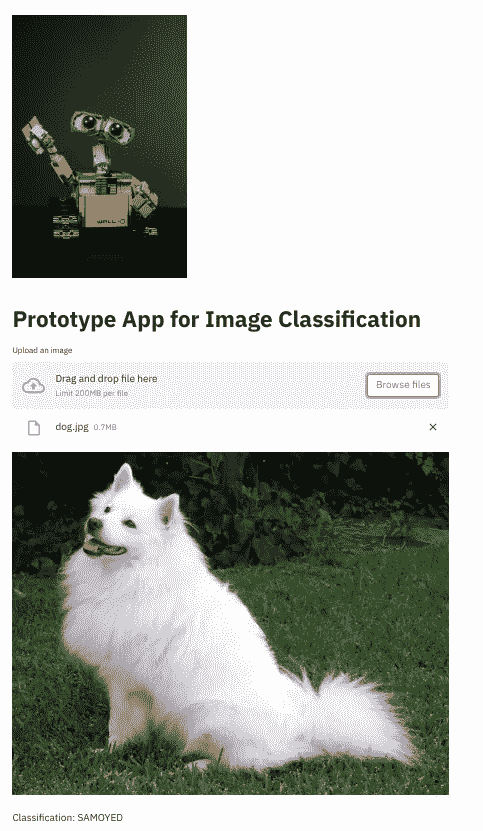 WALL-E
Prototype App for Image Classification
Upload an image
Drag and drop file here
Limit 200MB per file
Browse files
dog.jpg 0.7MB
Classification: SAMOYED